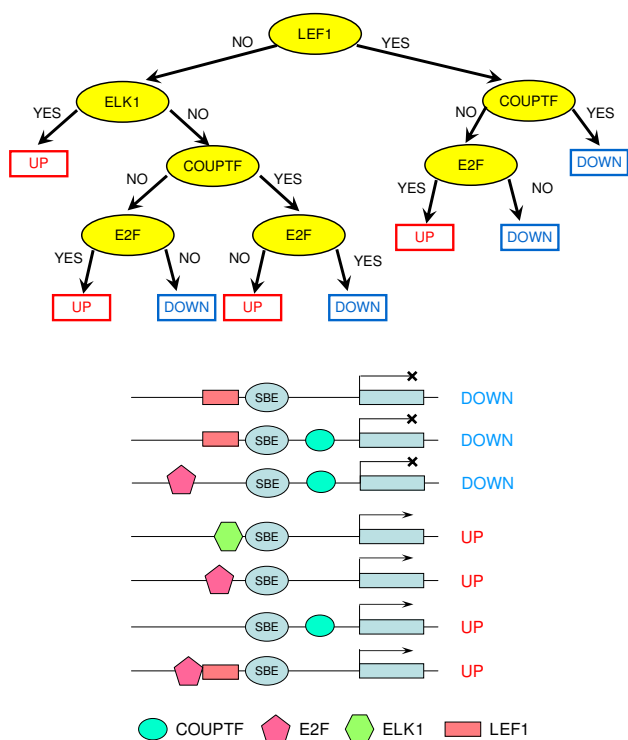 LEF1
NO YES
ELK1 COUPTF
YES NO NO YES
UP COUPTF E2F DOWN
NO YES YES NO
E2F E2F UP DOWN
YES NO NO YES
UP DOWN UP DOWN
SBE DOWN
SBE DOWN
SBE DOWN
SBE UP
SBE UP
SBE UP
SBE UP
COUPTF E2F ELK1 LEF1